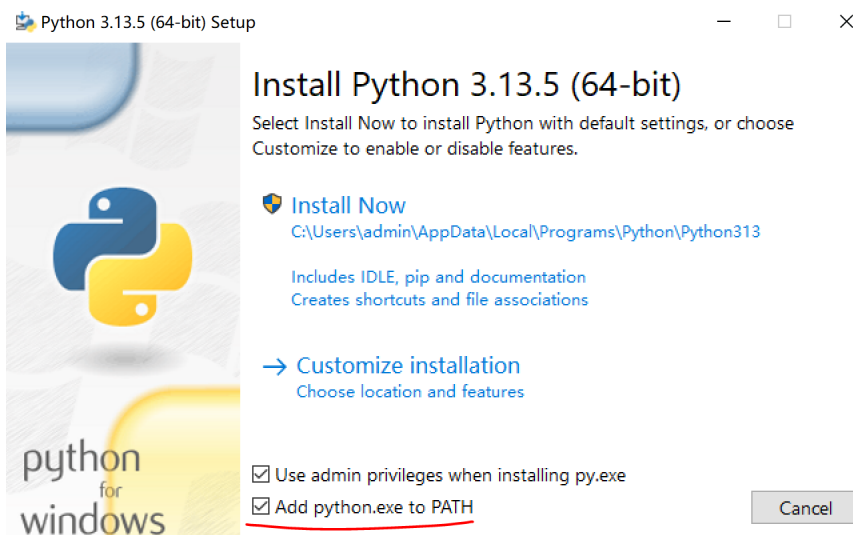 Python 3.13.5 (64-bit) Setup
Install Python 3.13.5 (64-bit)
Select Install Now to install Python with default settings, or choose
Customize to enable or disable features.
Install Now
C:\Users\admin\AppData\Local\Programs\Python\Python313
Includes IDLE, pip and documentation
Creates shortcuts and file associations
Customize installation
Choose location and features
python
for
windows
Use admin privileges when installing py.exe
Add python.exe to PATH
Cancel